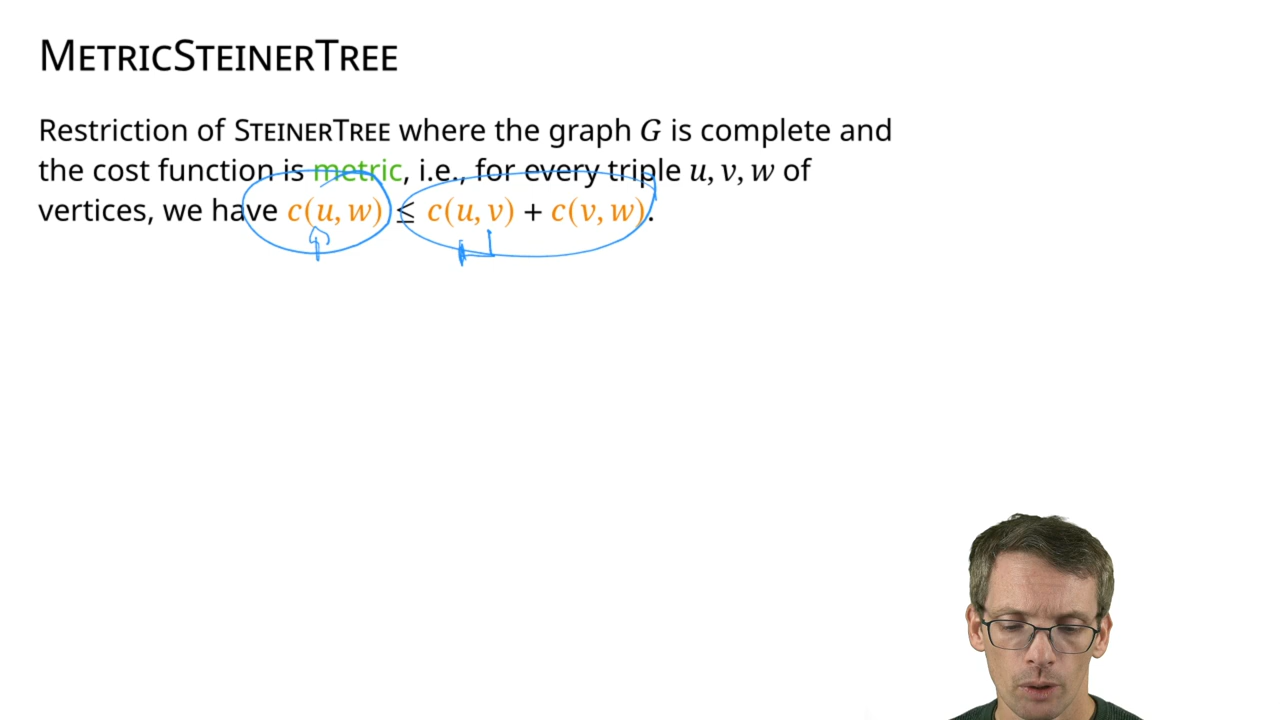 METRICSTEINERTREE
Restriction of STEINERTREE where the graph G is complete and
the cost function is metric, i.e., for every triple u, v, w of
vertices, we have c(u, w) ≤ c(u, v) + c(v, w).